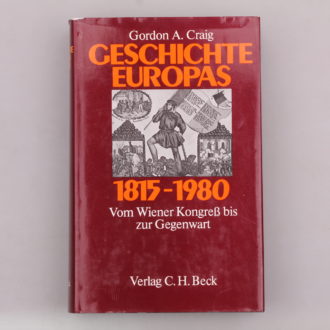 Gordon A. Craig
GESCHICHTE
EUROPAS
1815-1980
Vom Wiener Kongreß bis
zur Gegenwart
Verlag C. H. Beck